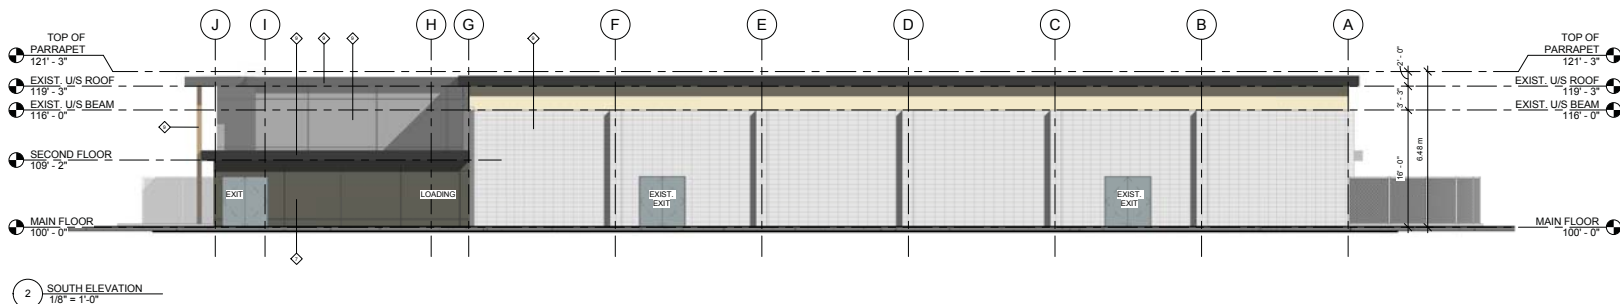 J I H G F E D C B A
TOP OF
PARRAPET
121' - 3"
EXIST. U/S ROOF
119' - 3"
EXIST. U/S BEAM
116' - 0"
SECOND FLOOR
109' - 2"
MAIN FLOOR
100' - 0"
EXIT
LOADING
EXIST.
EXIT
EXIST.
EXIT
7
2' - 0"
3' - 3"
16' - 0"
6.48 m
TOP OF
PARRAPET
121' - 3"
EXIST. U/S ROOF
119' - 3"
EXIST. U/S BEAM
116' - 0"
MAIN FLOOR
100' - 0"
2 SOUTH ELEVATION
1/8" = 1'-0"